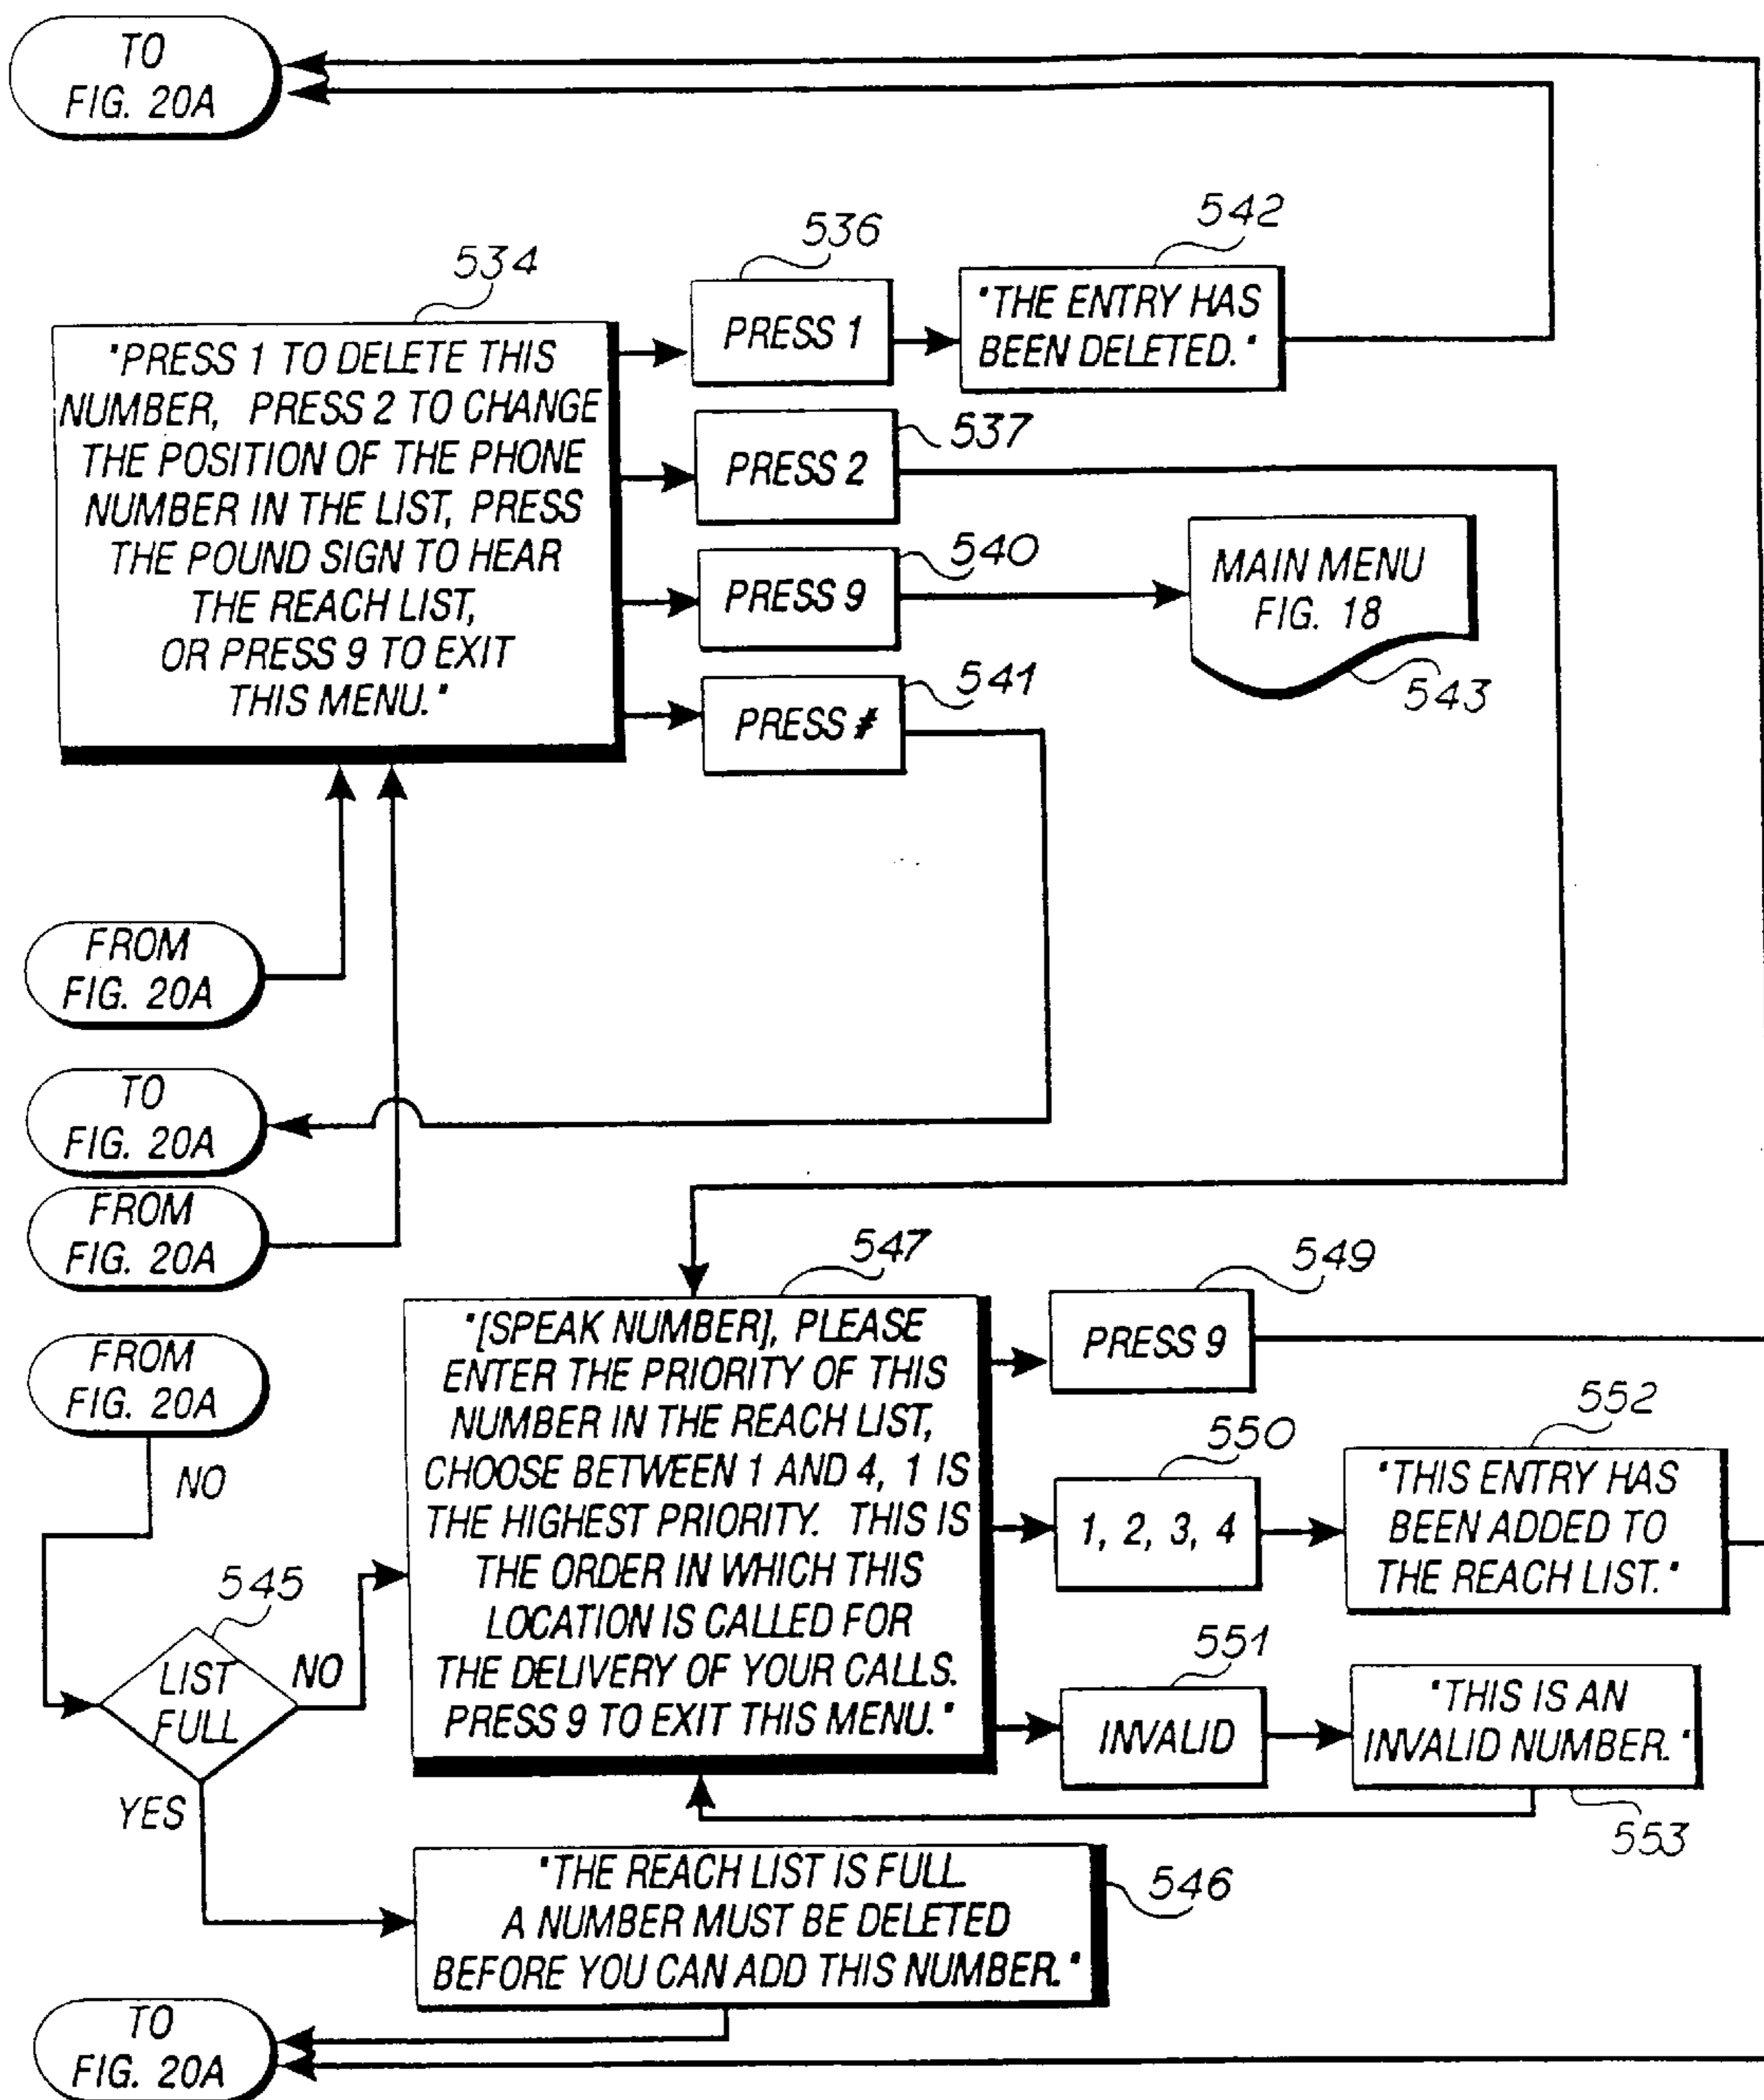 TO
FIG. 20A
534
"PRESS 1 TO DELETE THIS
NUMBER, PRESS 2 TO CHANGE
THE POSITION OF THE PHONE
NUMBER IN THE LIST, PRESS
THE POUND SIGN TO HEAR
THE REACH LIST,
OR PRESS 9 TO EXIT
THIS MENU."
536
PRESS 1
542
"THE ENTRY HAS
BEEN DELETED."
537
PRESS 2
540
PRESS 9
MAIN MENU
FIG. 18
543
541
PRESS #
FROM
FIG. 20A
TO
FIG. 20A
FROM
FIG. 20A
FROM
FIG. 20A
NO
545
LIST
FULL
NO
YES
547
"[SPEAK NUMBER], PLEASE
ENTER THE PRIORITY OF THIS
NUMBER IN THE REACH LIST,
CHOOSE BETWEEN 1 AND 4, 1 IS
THE HIGHEST PRIORITY. THIS IS
THE ORDER IN WHICH THIS
LOCATION IS CALLED FOR
THE DELIVERY OF YOUR CALLS.
PRESS 9 TO EXIT THIS MENU."
549
PRESS 9
550
1, 2, 3, 4
552
"THIS ENTRY HAS
BEEN ADDED TO
THE REACH LIST."
551
INVALID
"THIS IS AN
INVALID NUMBER."
553
"THE REACH LIST IS FULL
A NUMBER MUST BE DELETED
BEFORE YOU CAN ADD THIS NUMBER."
546
TO
FIG. 20A